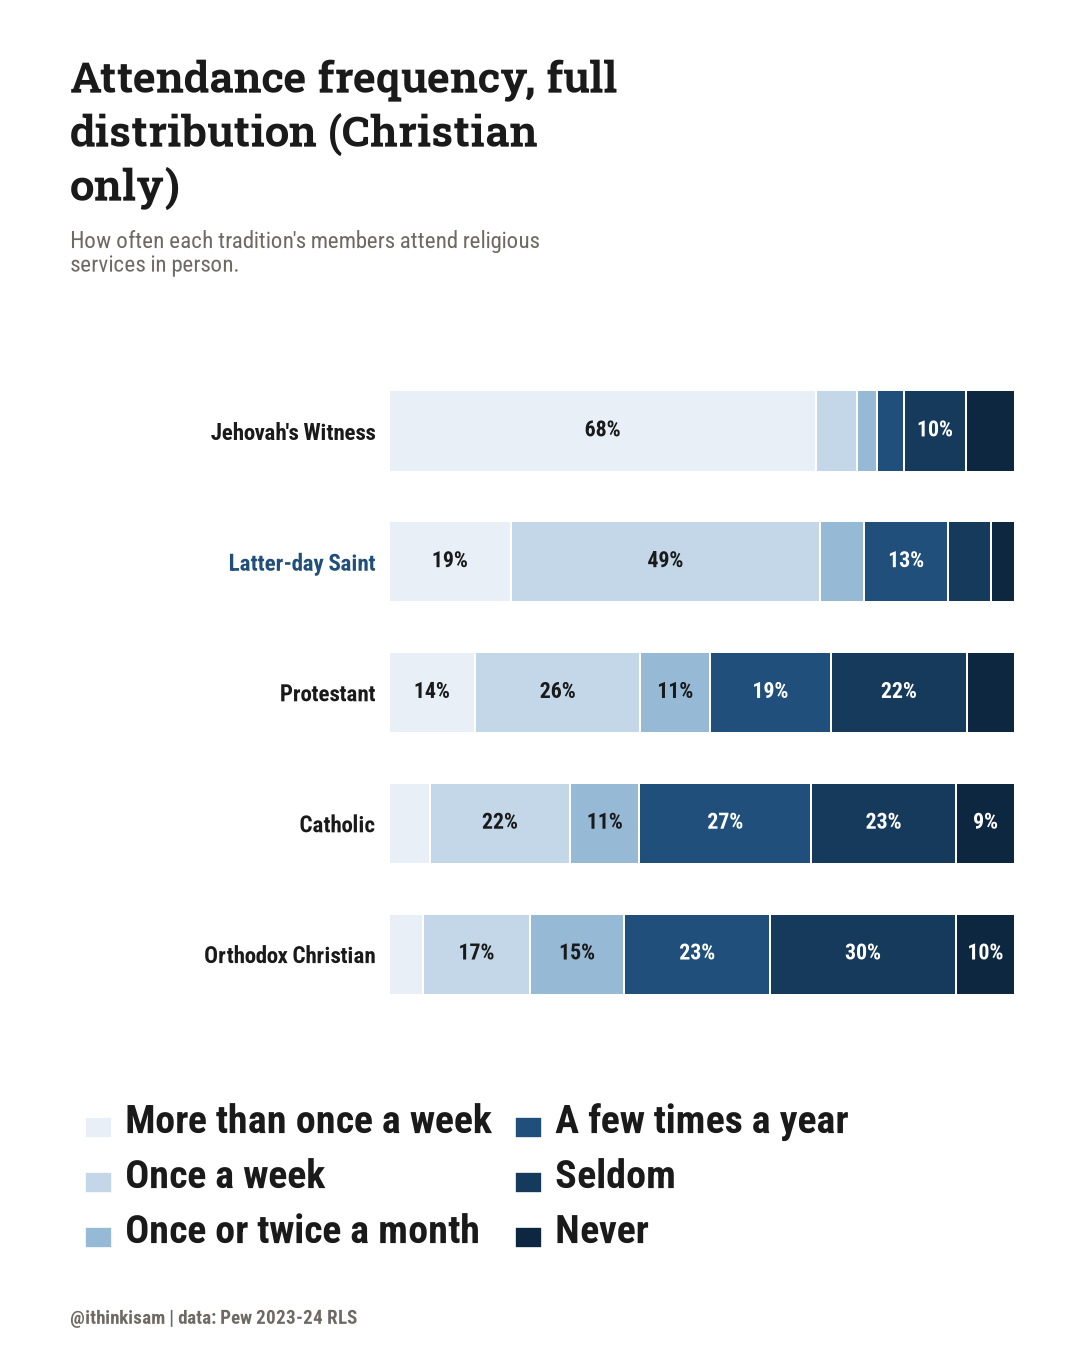 Attendance frequency, full
distribution (Christian
only)
How often each tradition's members attend religious
services in person.
Jehovah's Witness 68% 10%
Latter-day Saint 19% 49% 13%
Protestant 14% 26% 11% 19% 22%
Catholic 22% 11% 27% 23% 9%
Orthodox Christian 17% 15% 23% 30% 10%
More than once a week A few times a year
Once a week Seldom
Once or twice a month Never
@ithinkisam | data: Pew 2023-24 RLS